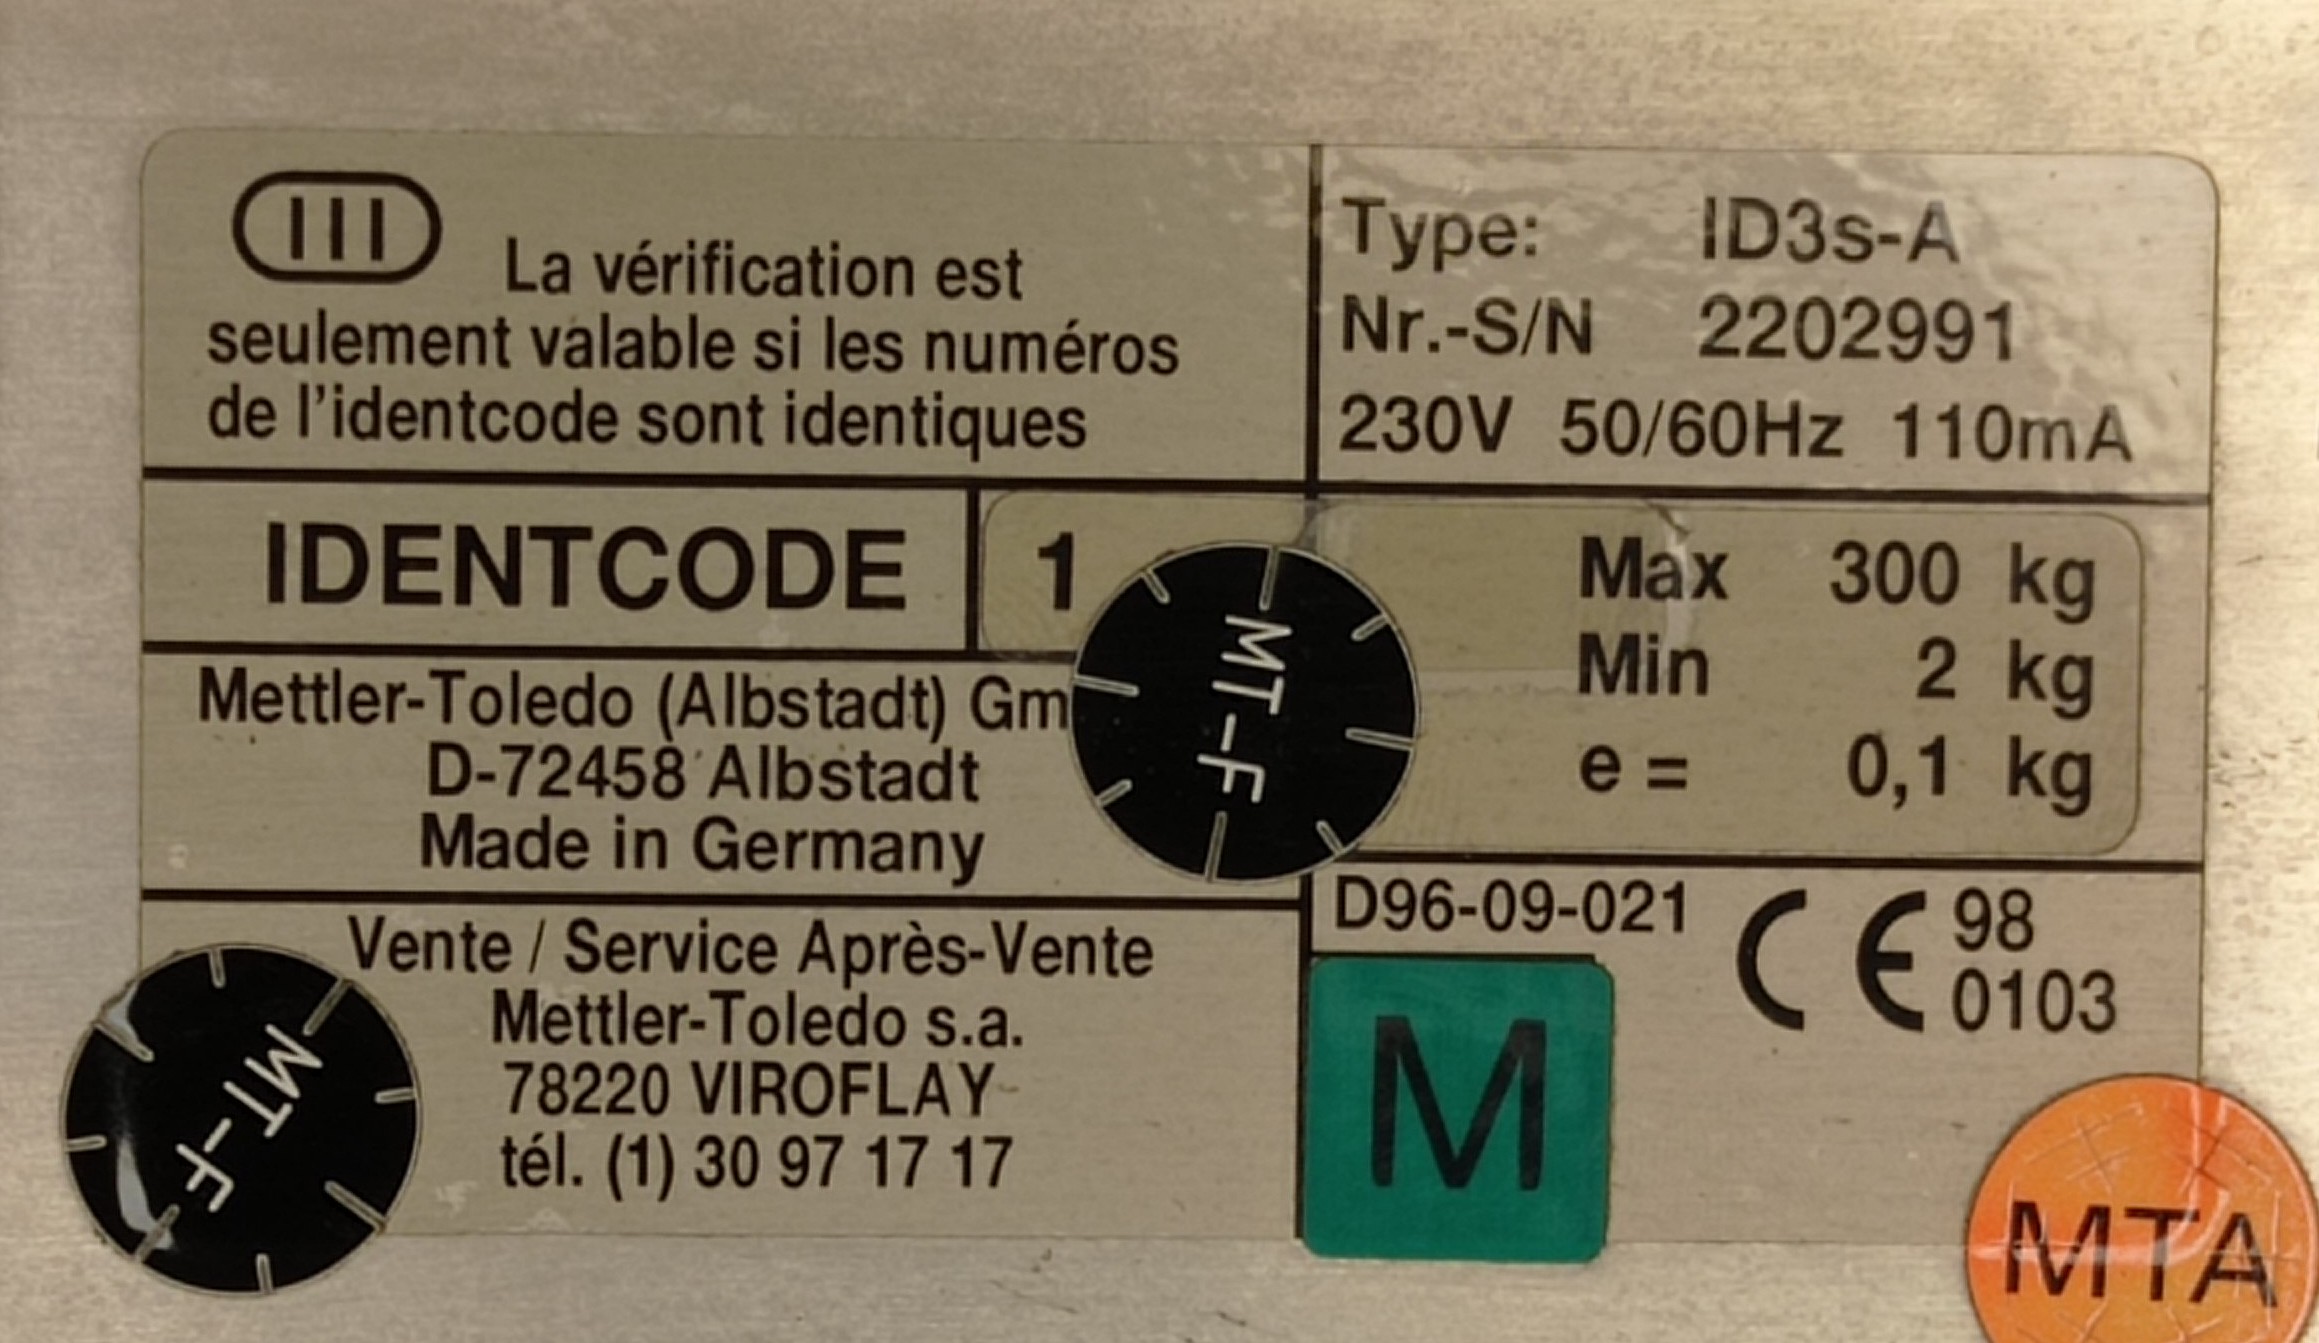 III
La vérification est
seulement valable si les numéros
de l'identcode sont identiques
Type: ID3s-A
Nr.-S/N 2202991
230V 50/60Hz 110mA
IDENTCODE 1
Max 300 kg
Min 2 kg
e = 0,1 kg
Mettler-Toledo (Albstadt) Gm
D-72458 Albstadt
Made in Germany
MT-F
Vente / Service Après-Vente
Mettler-Toledo s.a.
78220 VIROFLAY
tél. (1) 30 97 17 17
MT-F
D96-09-021
CE 98
0103
M
MTA